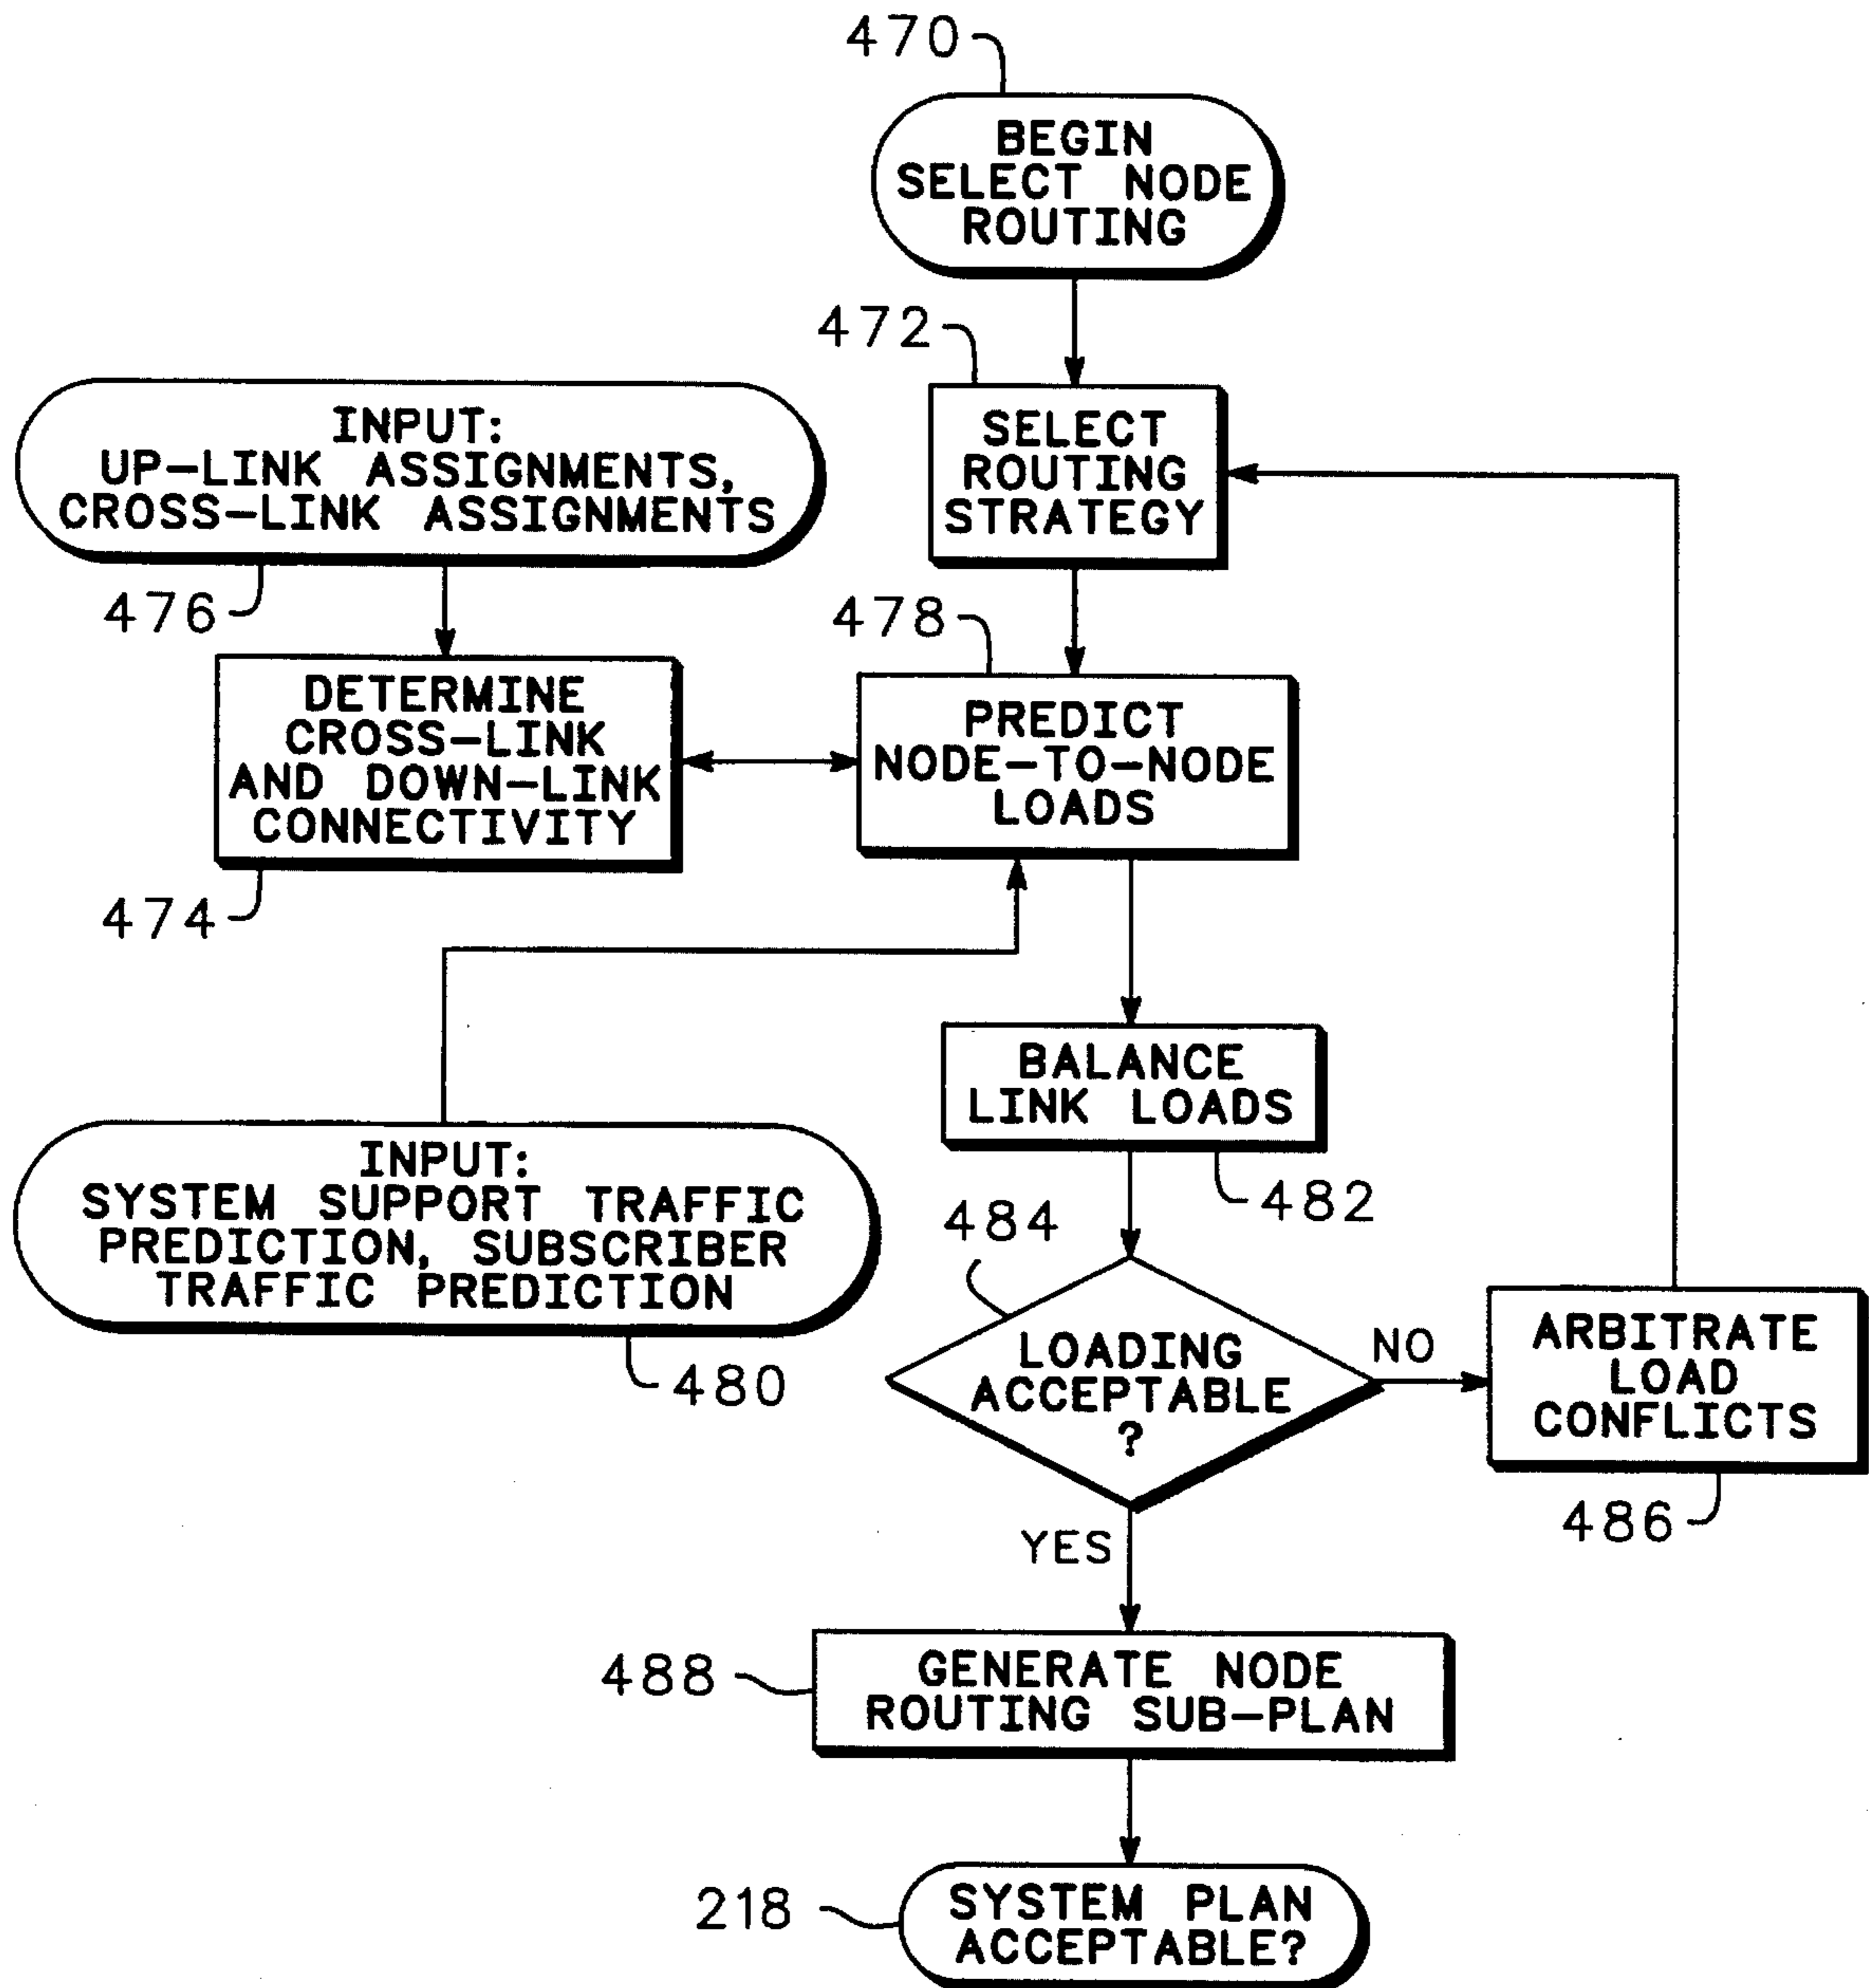 470
BEGIN
SELECT NODE
ROUTING
472
SELECT
ROUTING
STRATEGY
INPUT:
UP-LINK ASSIGNMENTS,
CROSS-LINK ASSIGNMENTS
476
478
DETERMINE
CROSS-LINK
AND DOWN-LINK
CONNECTIVITY
474
PREDICT
NODE-TO-NODE
LOADS
BALANCE
LINK LOADS
482
INPUT:
SYSTEM SUPPORT TRAFFIC
PREDICTION, SUBSCRIBER
TRAFFIC PREDICTION
480
484
LOADING
ACCEPTABLE
?
NO
ARBITRATE
LOAD
CONFLICTS
486
YES
488
GENERATE NODE
ROUTING SUB-PLAN
218
SYSTEM PLAN
ACCEPTABLE?